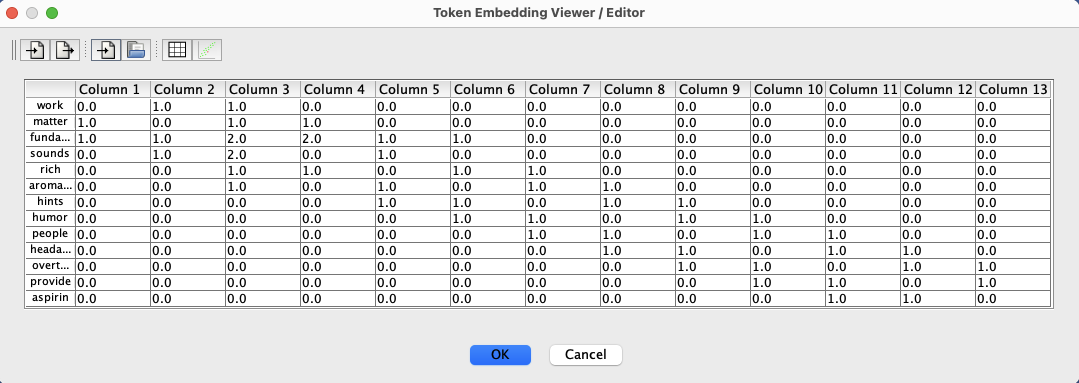 Token Embedding Viewer / Editor
Column 1 Column 2 Column 3 Column 4 Column 5 Column 6 Column 7 Column 8 Column 9 Column 10 Column 11 Column 12 Column 13
work 0.0 1.0 1.0 0.0 0.0 0.0 0.0 0.0 0.0 0.0 0.0 0.0 0.0
matter 1.0 0.0 1.0 1.0 0.0 0.0 0.0 0.0 0.0 0.0 0.0 0.0 0.0
funda... 1.0 1.0 2.0 2.0 1.0 1.0 0.0 0.0 0.0 0.0 0.0 0.0 0.0
sounds 0.0 1.0 2.0 0.0 1.0 0.0 0.0 0.0 0.0 0.0 0.0 0.0 0.0
rich 0.0 0.0 1.0 1.0 0.0 1.0 1.0 0.0 0.0 0.0 0.0 0.0 0.0
aroma... 0.0 0.0 1.0 0.0 1.0 0.0 1.0 1.0 0.0 0.0 0.0 0.0 0.0
hints 0.0 0.0 0.0 0.0 1.0 1.0 0.0 1.0 1.0 0.0 0.0 0.0 0.0
humor 0.0 0.0 0.0 0.0 0.0 1.0 1.0 0.0 1.0 1.0 0.0 0.0 0.0
people 0.0 0.0 0.0 0.0 0.0 0.0 1.0 1.0 0.0 1.0 1.0 0.0 0.0
heada... 0.0 0.0 0.0 0.0 0.0 0.0 0.0 1.0 1.0 0.0 1.0 1.0 0.0
overt... 0.0 0.0 0.0 0.0 0.0 0.0 0.0 0.0 1.0 1.0 0.0 1.0 1.0
provide 0.0 0.0 0.0 0.0 0.0 0.0 0.0 0.0 0.0 1.0 1.0 0.0 1.0
aspirin 0.0 0.0 0.0 0.0 0.0 0.0 0.0 0.0 0.0 0.0 1.0 1.0 0.0
OK Cancel